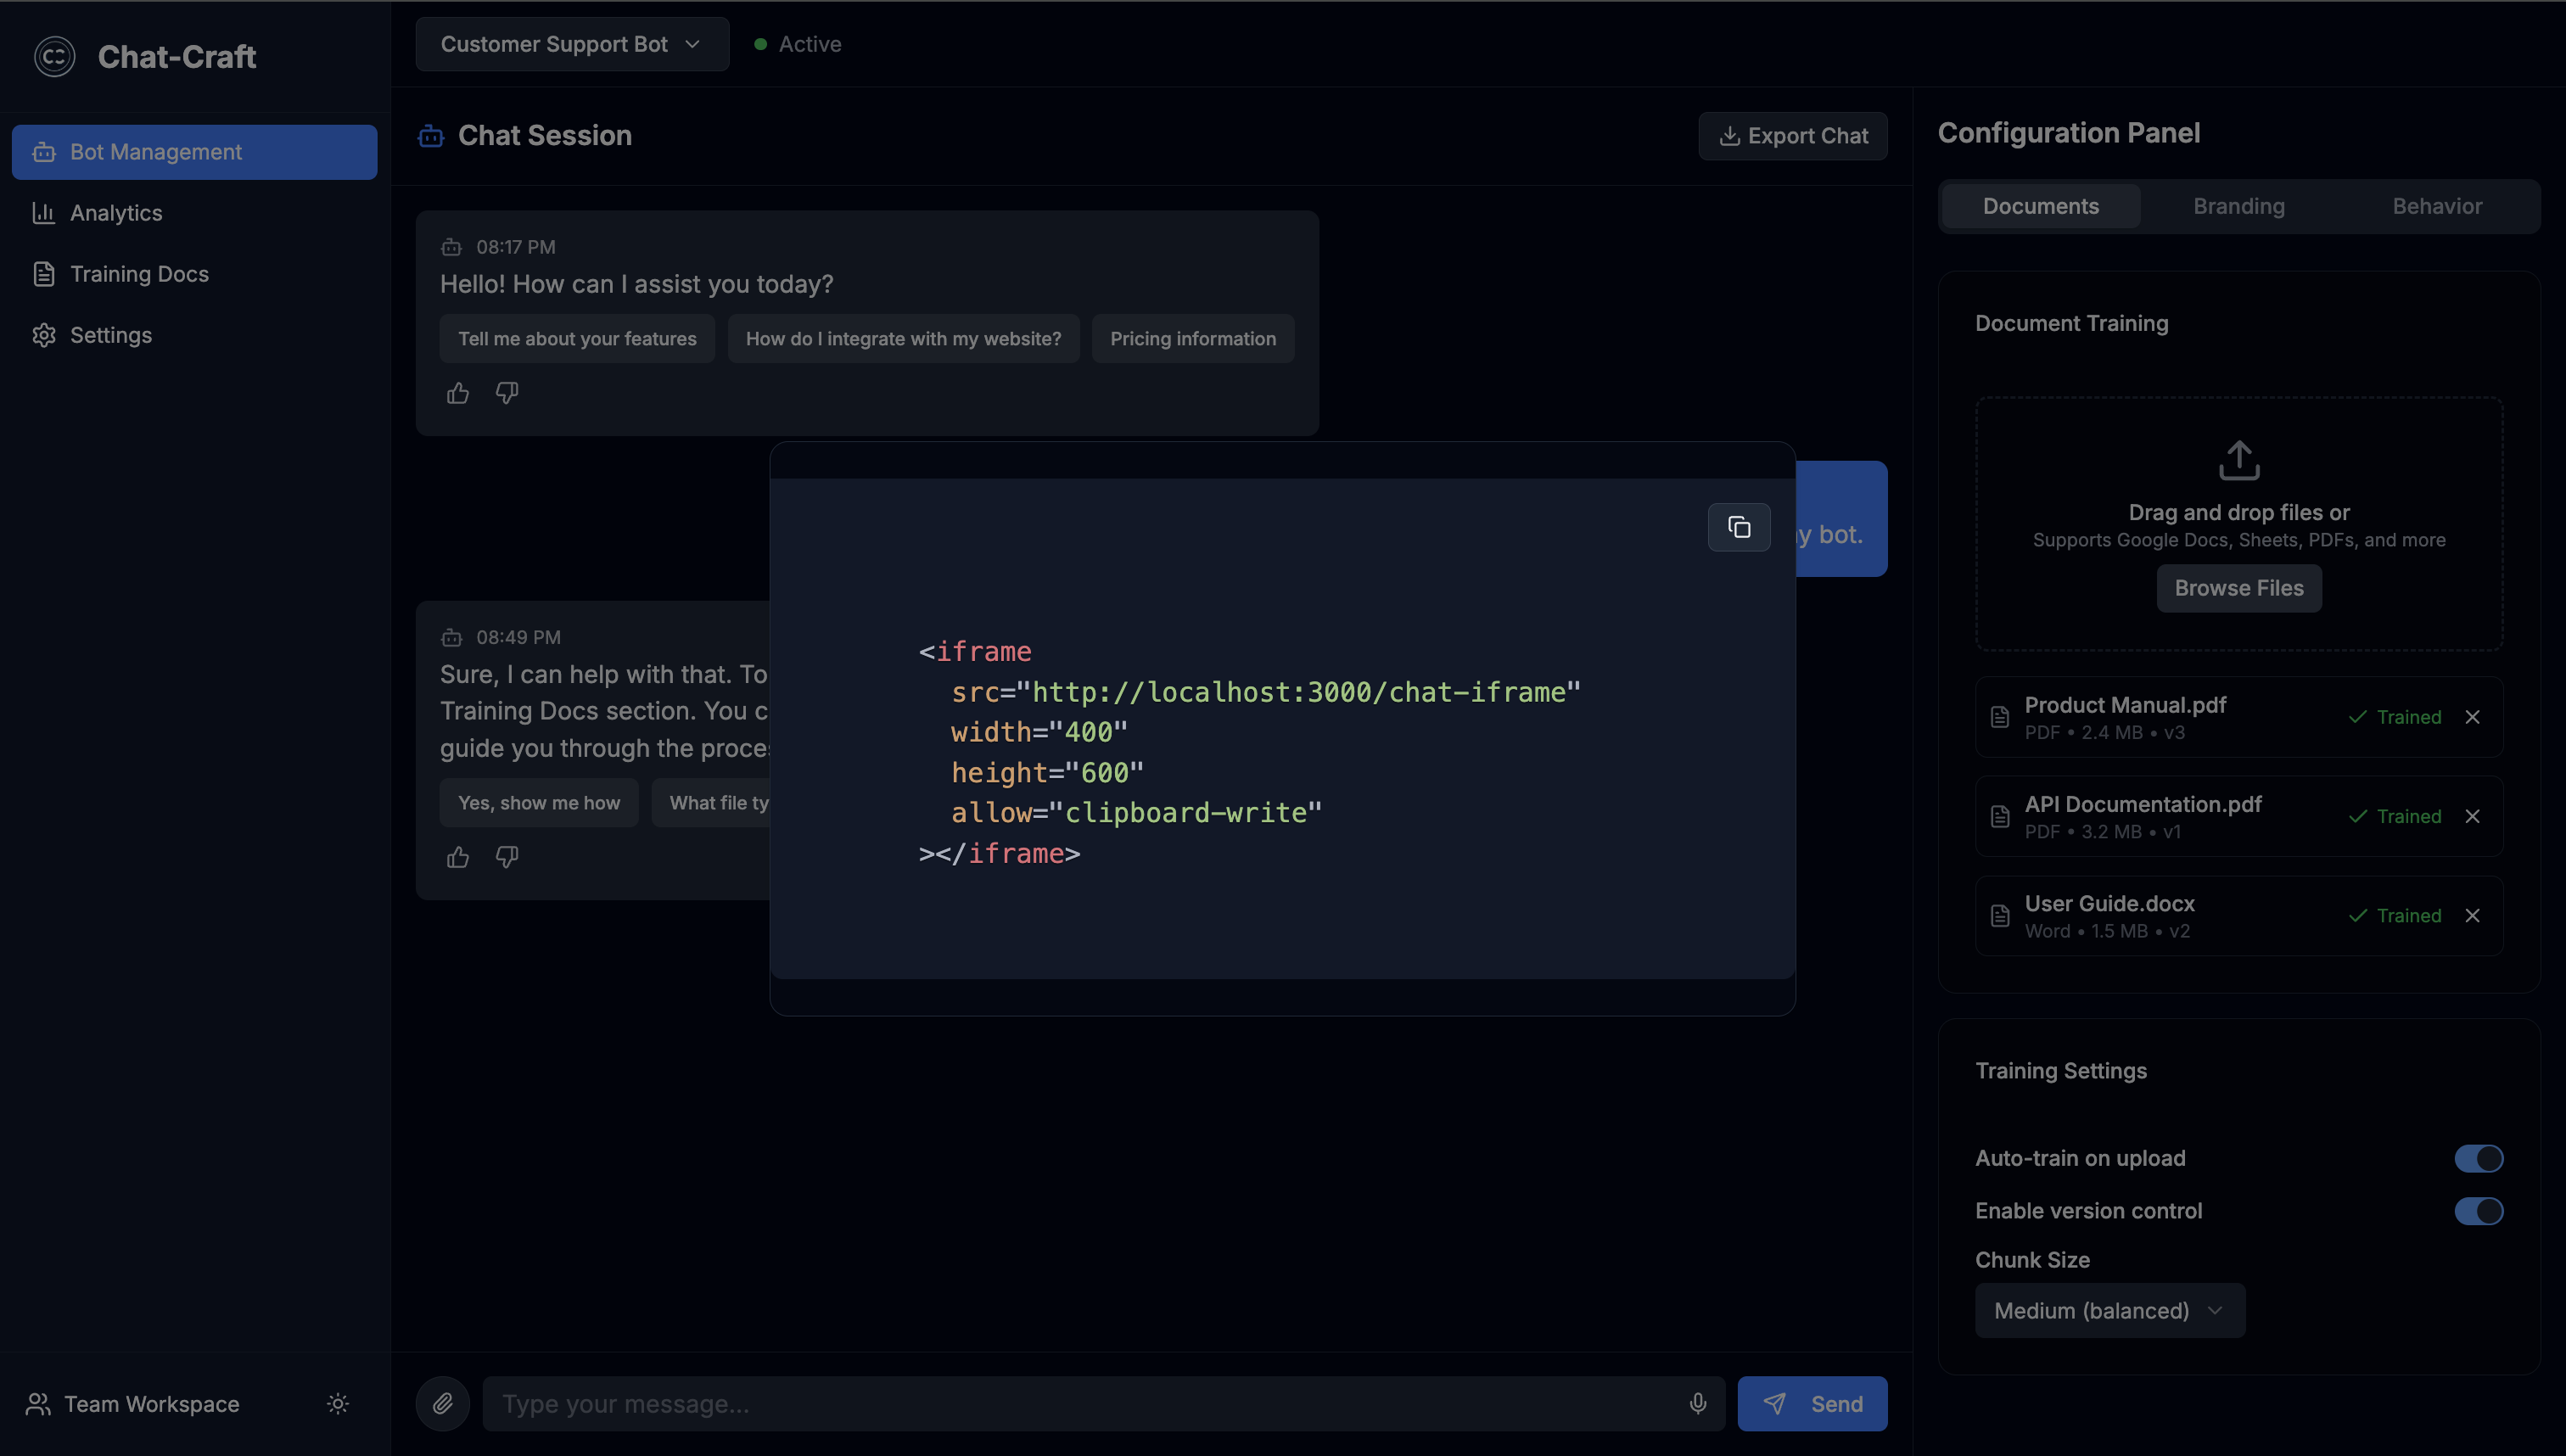 Chat-Craft
Bot Management
Analytics
Training Docs
Settings
Team Workspace
Customer Support Bot
Active
Chat Session
Export Chat
08:17 PM
Hello! How can I assist you today?
Tell me about your features
How do I integrate with my website?
Pricing information
bot.
08:49 PM
Sure, I can help with that. To
Training Docs section. You
guide you through the
Yes, show me how
What file
<iframe
src="http://localhost:3000/chat-iframe"
width="400"
height="600"
allow="clipboard-write"
></iframe>
Type your message...
Send
Configuration Panel
Documents
Branding
Behavior
Document Training
Drag and drop files or
Supports Google Docs, Sheets, PDFs, and more
Browse Files
Product Manual.pdf
PDF • 2.4 MB • v3
Trained
API Documentation.pdf
PDF • 3.2 MB • v1
Trained
User Guide.docx
Word • 1.5 MB • v2
Trained
Training Settings
Auto-train on upload
Enable version control
Chunk Size
Medium (balanced)